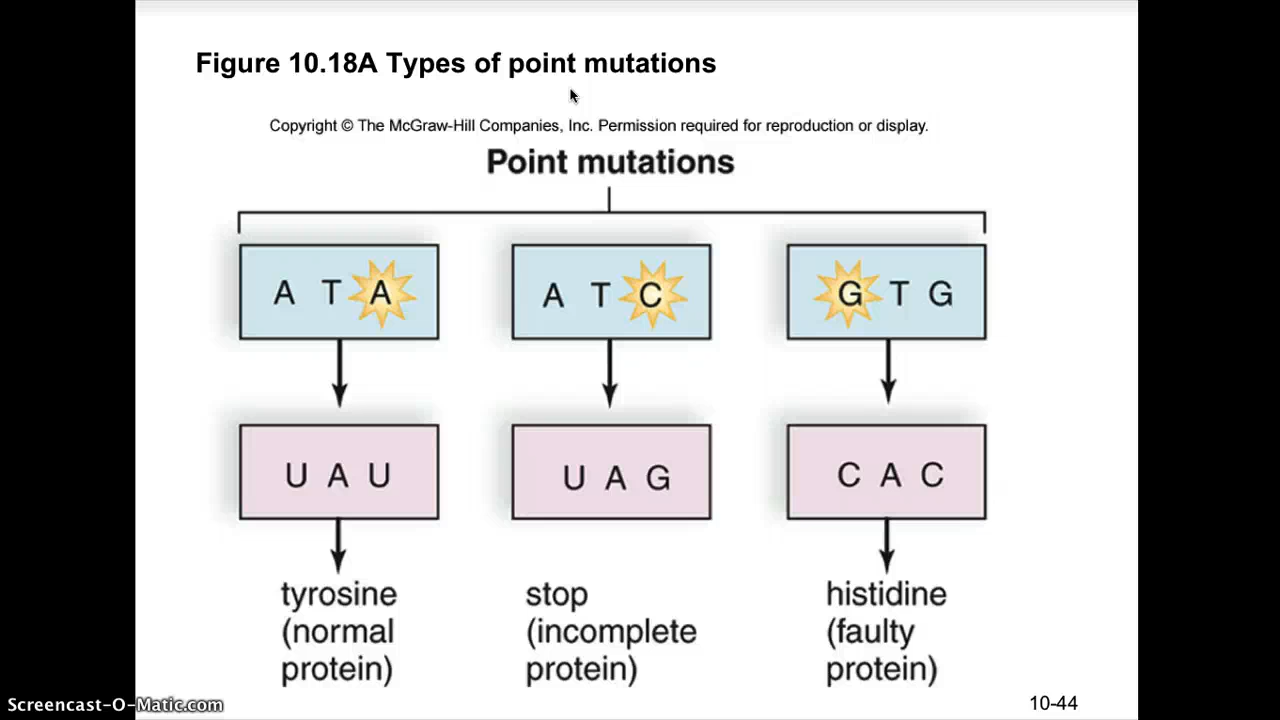 Figure 10.18A Types of point mutations
Copyright © The McGraw-Hill Companies, Inc. Permission required for reproduction or display.
Point mutations
A T A
A T C
G T G
U A U
U A G
C A C
tyrosine
(normal
protein)
stop
(incomplete
protein)
histidine
(faulty
protein)
Screencast-O-Matic.com
10-44